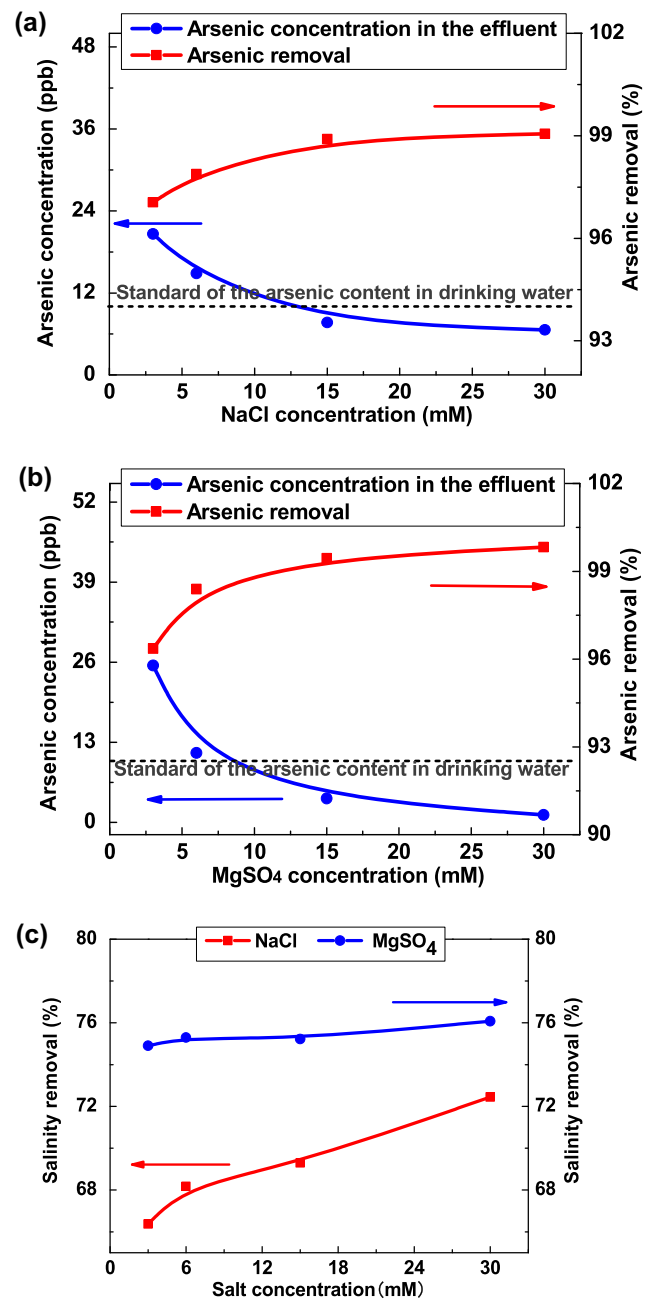 (a)
Arsenic concentration in the effluent
Arsenic removal
Arsenic concentration (ppb)
48
36
24
12
0
Standard of the arsenic content in drinking water
102
99
96
93
Arsenic removal (%)
0 5 10 15 20 25 30
NaCl concentration (mM)
(b)
Arsenic concentration in the effluent
Arsenic removal
Arsenic concentration (ppb)
52
39
26
13
0
Standard of the arsenic content in drinking water
102
99
96
93
90
Arsenic removal (%)
0 5 10 15 20 25 30
MgSO4 concentration (mM)
(c)
NaCl MgSO4
Salinity removal (%)
80
76
72
68
80
76
72
68
Salinity removal (%)
0 6 12 18 24 30
Salt concentration(mM)